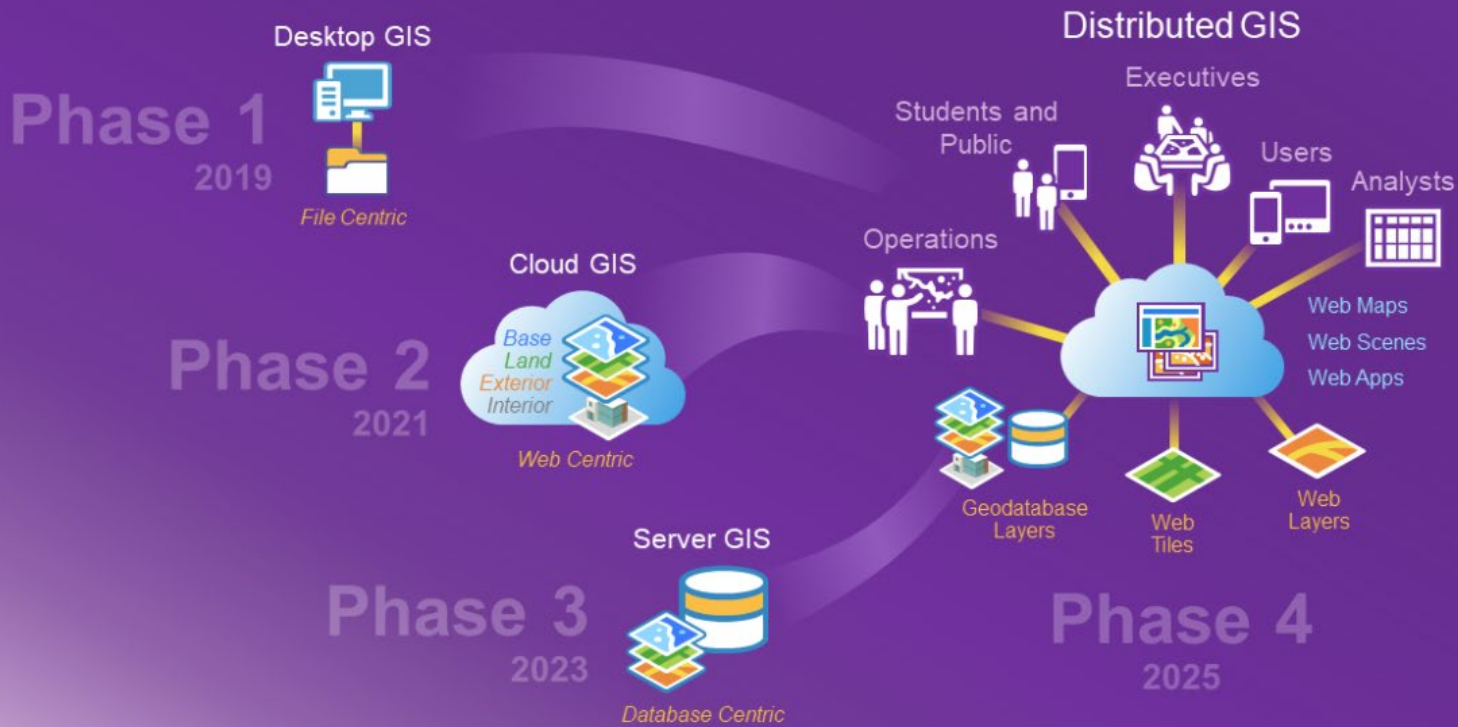 Desktop GIS
Phase 1
2019
File Centric
Cloud GIS
Phase 2
2021
Base
Land
Exterior
Interior
Web Centric
Server GIS
Phase 3
2023
Database Centric
Distributed GIS
Executives
Students and
Public
Users
Analysts
Operations
Web Maps
Web Scenes
Web Apps
Geodatabase
Layers
Web
Tiles
Web
Layers
Phase 4
2025